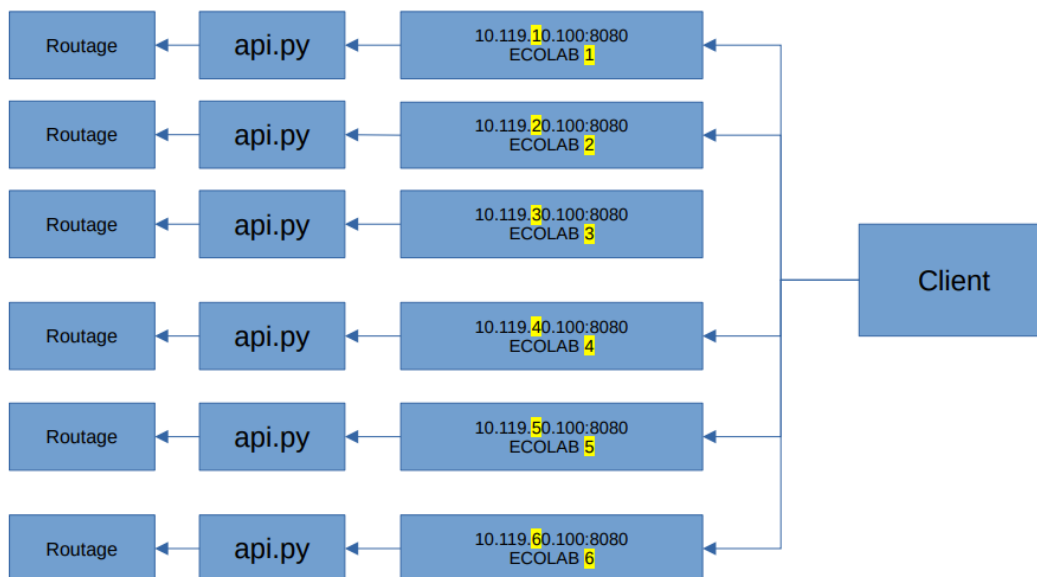 Routage
api.py
10.119.10.100:8080
ECOLAB 1
Routage
api.py
10.119.20.100:8080
ECOLAB 2
Routage
api.py
10.119.30.100:8080
ECOLAB 3
Client
Routage
api.py
10.119.40.100:8080
ECOLAB 4
Routage
api.py
10.119.50.100:8080
ECOLAB 5
Routage
api.py
10.119.60.100:8080
ECOLAB 6